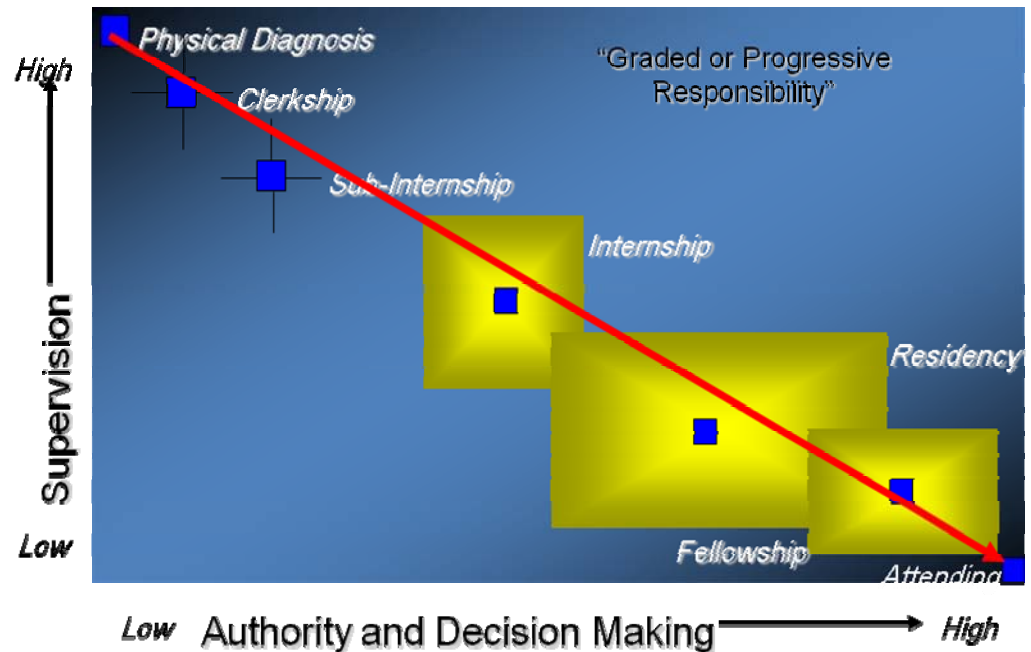 Physical Diagnosis
“Graded or Progressive
Responsibility”
High
Clerkship
Sub-Internship
Internship
Supervision
Residency
Low
Fellowship
Attending
Low
Authority and Decision Making
High